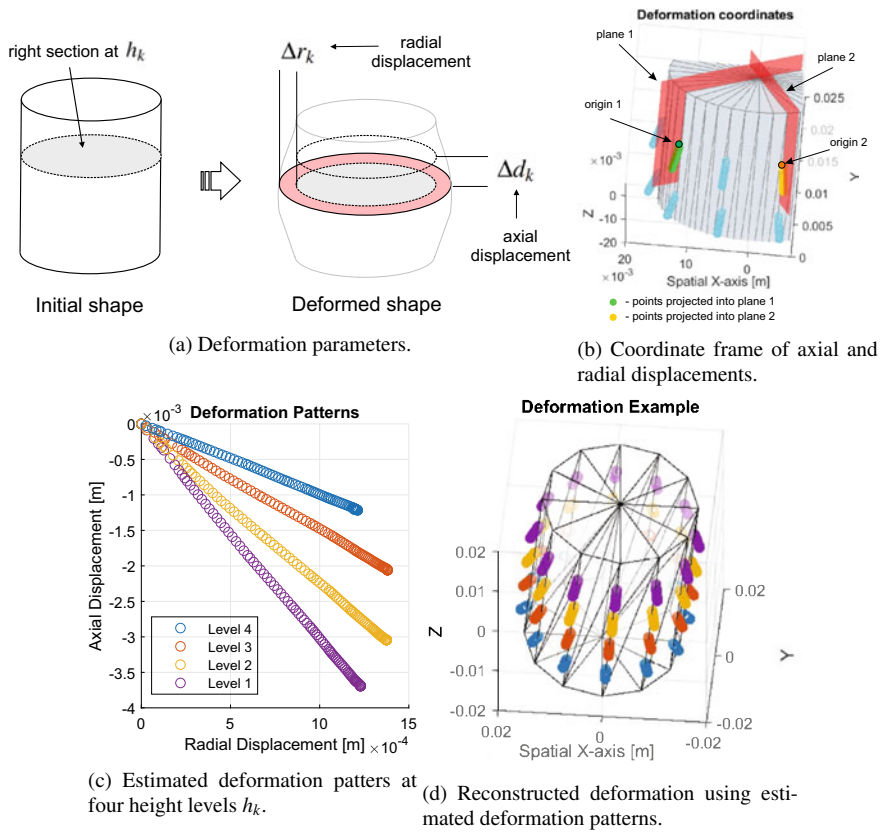 right section at h_k
Δr_k
radial
displacement
Δd_k
axial
displacement
Initial shape
Deformed shape
(a) Deformation parameters.
Deformation coordinates
plane 1
plane 2
origin 1
origin 2
0.025
0.02
0.015
0.01
0.005
Y
× 10⁻³
0
-10
-20
Z
20
10
0
× 10⁻³
Spatial X-axis [m]
- points projected into plane 1
- points projected into plane 2
(b) Coordinate frame of axial and
radial displacements.
Deformation Patterns
×10⁻³
0
-0.5
-1
-1.5
-2
-2.5
-3
-3.5
-4
Axial Displacement [m]
Level 4
Level 3
Level 2
Level 1
0
5
10
15
Radial Displacement [m]
×10⁻⁴
(c) Estimated deformation patters at
four height levels h_k.
Deformation Example
0.02
0.01
0
-0.01
-0.02
Z
0.02
0
-0.02
Y
0.02
0
-0.02
Spatial X-axis [m]
(d) Reconstructed deformation using esti-
mated deformation patterns.